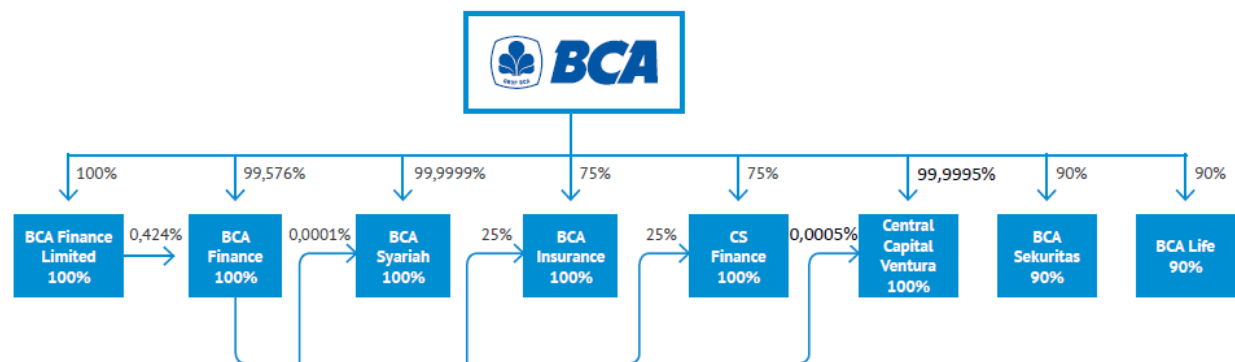 BCA
100%
99,576%
99,9999%
75%
75%
99,9995%
90%
90%
BCA Finance
Limited
100%
0,424%
BCA
Finance
100%
0,0001%
BCA
Syariah
100%
25%
BCA
Insurance
100%
25%
CS
Finance
100%
0,0005%
Central
Capital
Ventura
100%
BCA
Sekuritas
90%
BCA Life
90%